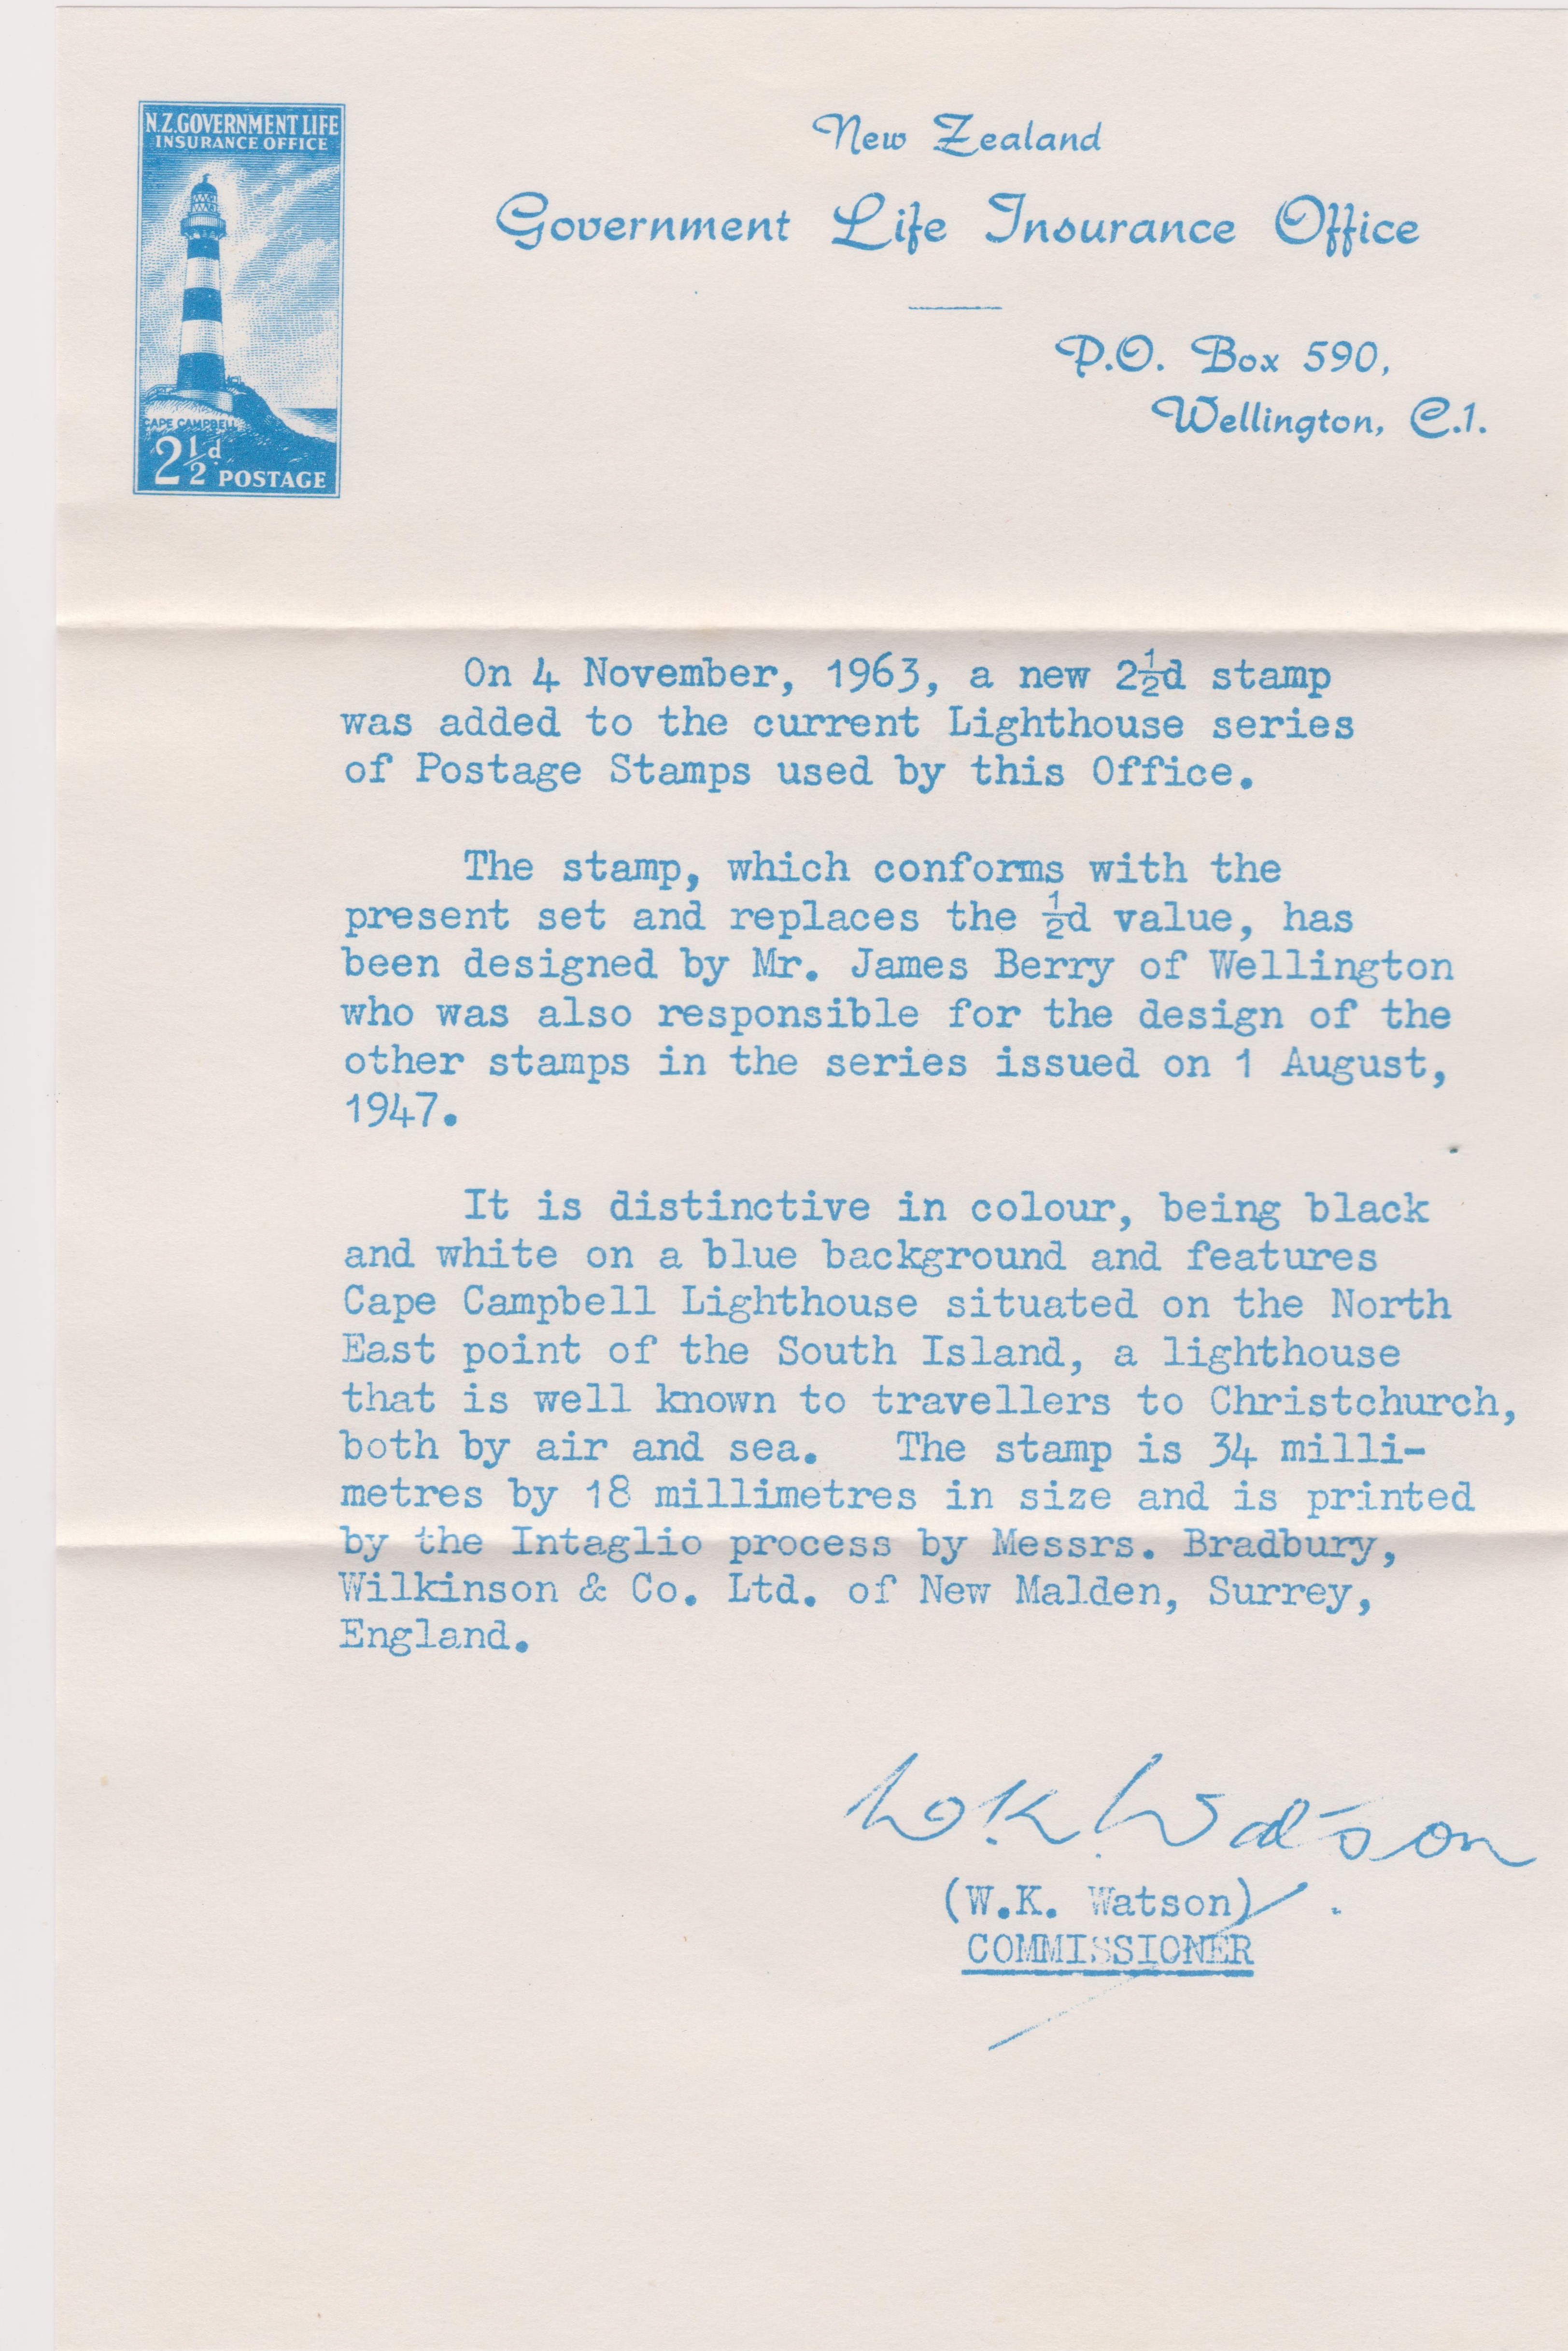 N.Z. GOVERNMENT LIFE
INSURANCE OFFICE
CAPE CAMPBELL
2½d POSTAGE
New Zealand
Government Life Insurance Office
P.O. Box 590,
Wellington, C.1.
On 4 November, 1963, a new 2½d stamp
was added to the current Lighthouse series
of Postage Stamps used by this Office.
The stamp, which conforms with the
present set and replaces the ½d value, has
been designed by Mr. James Berry of Wellington
who was also responsible for the design of the
other stamps in the series issued on 1 August,
1947.
It is distinctive in colour, being black
and white on a blue background and features
Cape Campbell Lighthouse situated on the North
East point of the South Island, a lighthouse
that is well known to travellers to Christchurch,
both by air and sea. The stamp is 34 milli-
metres by 18 millimetres in size and is printed
by the Intaglio process by Messrs. Bradbury,
Wilkinson & Co. Ltd. of New Malden, Surrey,
England.
W.K. Watson
(W.K. Watson)
COMMISSIONER